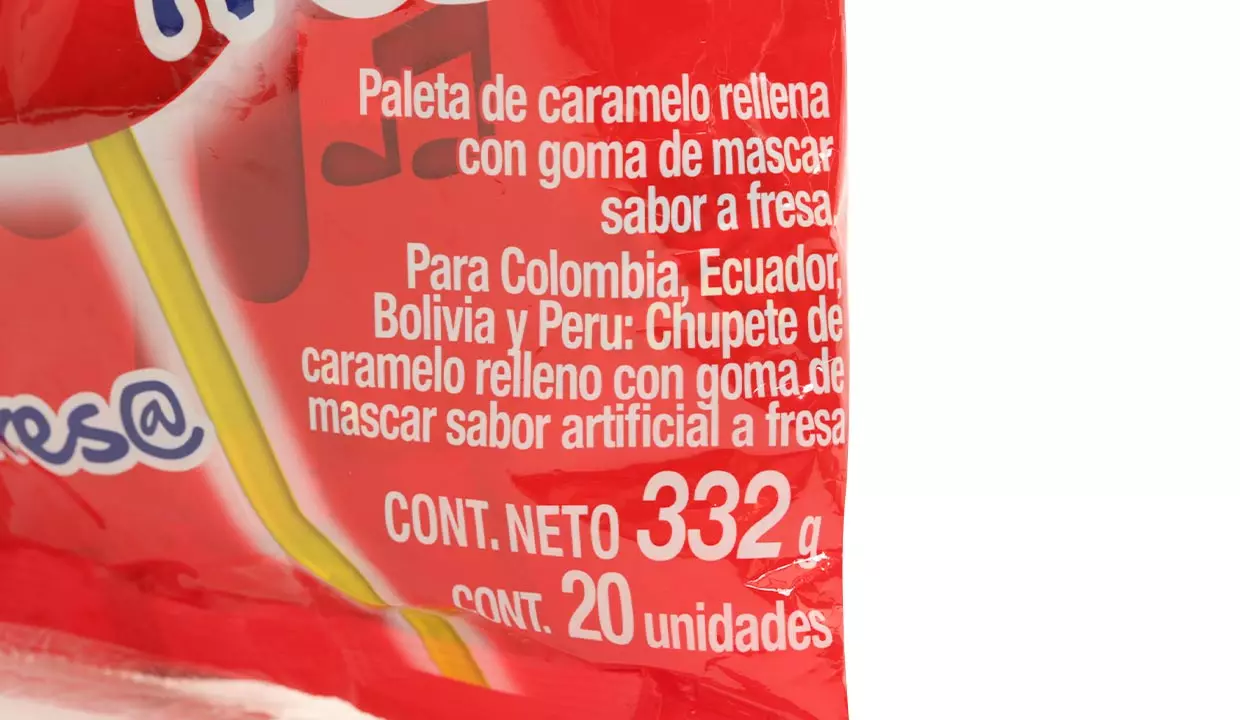 Paleta de caramelo rellena
con goma de mascar
sabor a fresa.
Para Colombia, Ecuador,
Bolivia y Peru: Chupete de
caramelo relleno con goma de
mascar sabor artificial a fresa
res@
CONT. NETO 332 g
CONT. 20 unidades